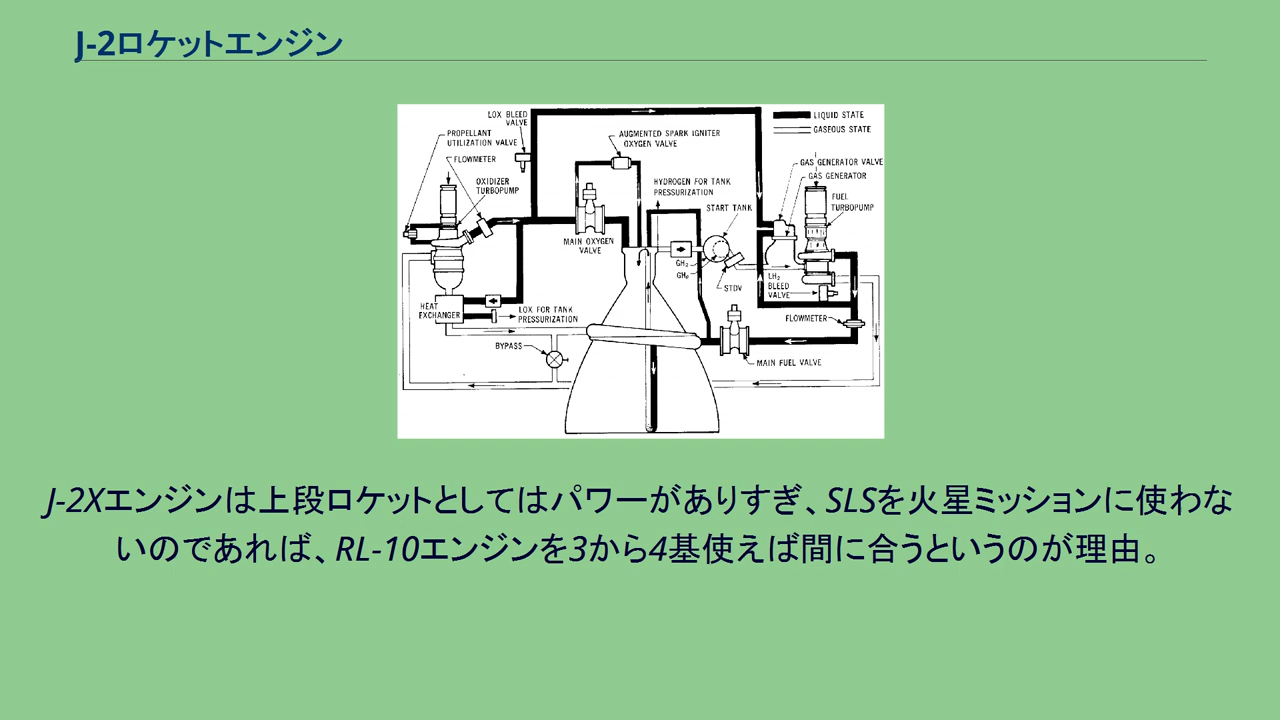 J-2ロケットエンジン
LOX BLEED
VALVE
PROPELLANT
UTILIZATION VALVE
FLOWMETER
OXIDIZER
TURBOPUMP
AUGMENTED SPARK IGNITER
OXYGEN VALVE
LIQUID STATE
GASEOUS STATE
GAS GENERATOR VALVE
GAS GENERATOR
FUEL
TURBOPUMP
HYDROGEN FOR TANK
PRESSURIZATION
START TANK
MAIN OXYGEN
VALVE
GH2
STDV
LH2
BLEED
VALVE
HEAT
EXCHANGER
LOX FOR TANK
PRESSURIZATION
FLOWMETER
BYPASS
MAIN FUEL VALVE
J-2Xエンジンは上段ロケットとしてはパワーがありすぎ、SLSを火星ミッションに使わな
いのであれば、RL-10エンジンを3から4基使えば間に合うというのが理由。